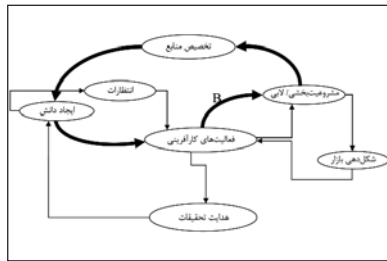 تخصیص منابع
انتظارات
مشروعیت‌بخشی/ لابی
ایجاد دانش
B
فعالیت‌های کارآفرینی
شکل‌دهی بازار
هدایت تحقیقات